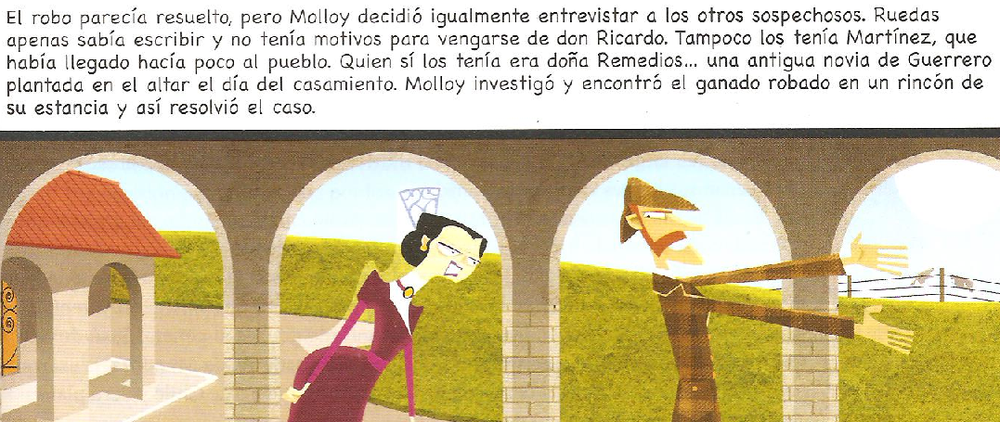 El robo parecía resuelto, pero Molloy decidió igualmente entrevistar a los otros sospechosos. Ruedas
apenas sabía escribir y no tenía motivos para vengarse de don Ricardo. Tampoco los tenía Martínez, que
había llegado hacía poco al pueblo. Quien sí los tenía era doña Remedios... una antigua novia de Guerrero
plantada en el altar el día del casamiento. Molloy investigó y encontró el ganado robado en un rincón de
su estancia y así resolvió el caso.